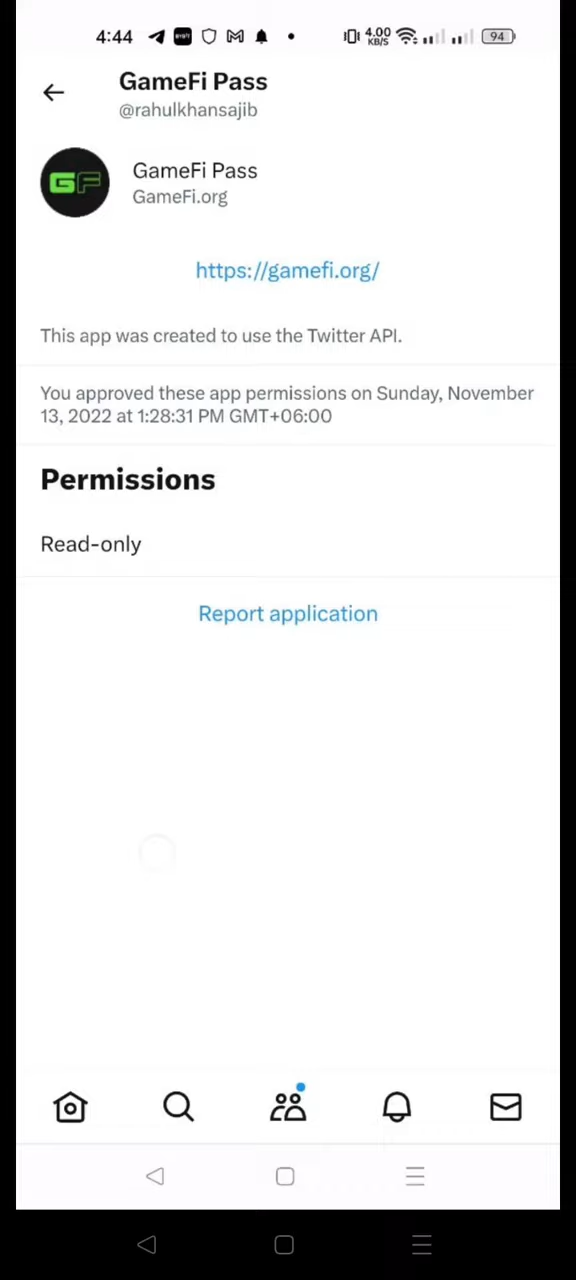 4:44 4.00 KB/S 94
GameFi Pass
@rahulkhansajib
GF GameFi Pass
GameFi.org
https://gamefi.org/
This app was created to use the Twitter API.
You approved these app permissions on Sunday, November
13, 2022 at 1:28:31 PM GMT+06:00
Permissions
Read-only
Report application